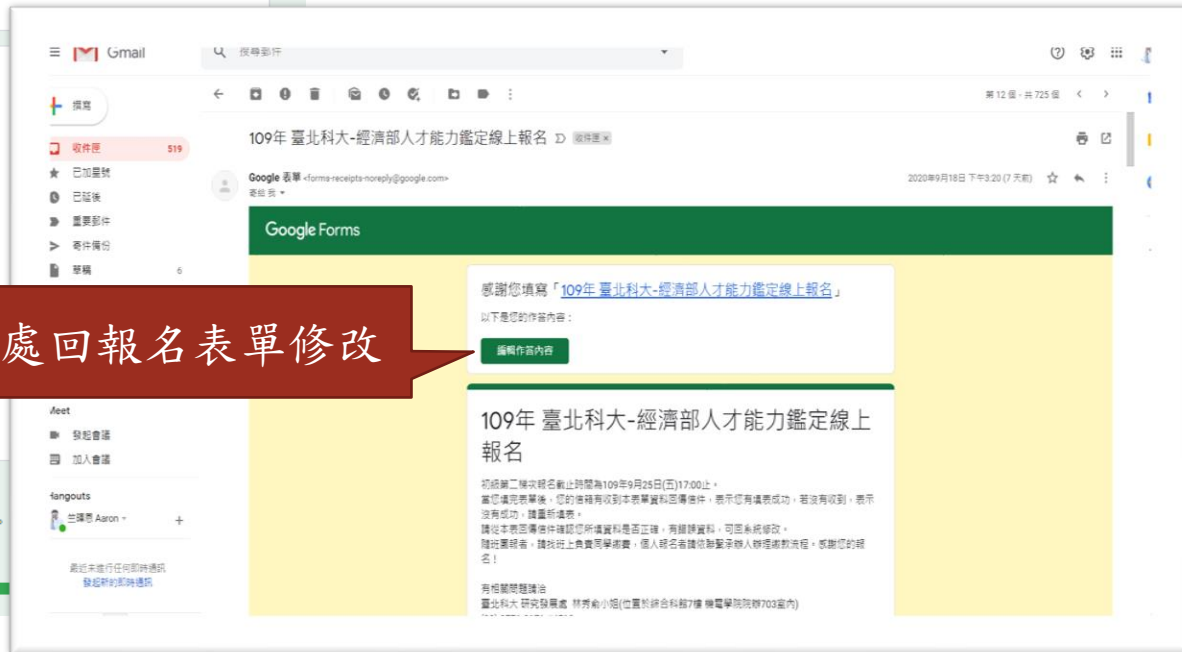 Gmail
搜尋郵件
撰寫
第 12 個，共 725 個
收件匣 519
已加星號
已延後
重要郵件
寄件備份
草稿 6
109年 臺北科大-經濟部人才能力鑑定線上報名 收件匣 ×
Google 表單 <forms-receipts-noreply@google.com>
寄給 我
2020年9月18日 下午3:20 (7 天前)
Google Forms
感謝您填寫「109年 臺北科大-經濟部人才能力鑑定線上報名」
以下是您的作答內容：
編輯作答內容
處回報名表單修改
109年 臺北科大-經濟部人才能力鑑定線上
報名
初級第二梯次報名截止時間為109年9月25日(五)17:00止。
當您填完表單後，您的信箱有收到本表單資料回傳信件，表示您有填表成功，若沒有收到，表示
沒有成功，請重新填表。
請從本表回傳信件確認您所填資料是否正確，有錯誤資料，可回系統修改。
隨班團報者，請找班上負責同學繳費，個人報名者請依聯繫承辦人辦理繳款流程。感謝您的報
名！
有相關問題請洽
臺北科大 研究發展處 林秀俞小姐(位置於綜合科館7樓 機電學院院辦703室內)
Meet
發起會議
加入會議
Hangouts
Aaron
最近未進行任何即時通訊
發起新的即時通訊